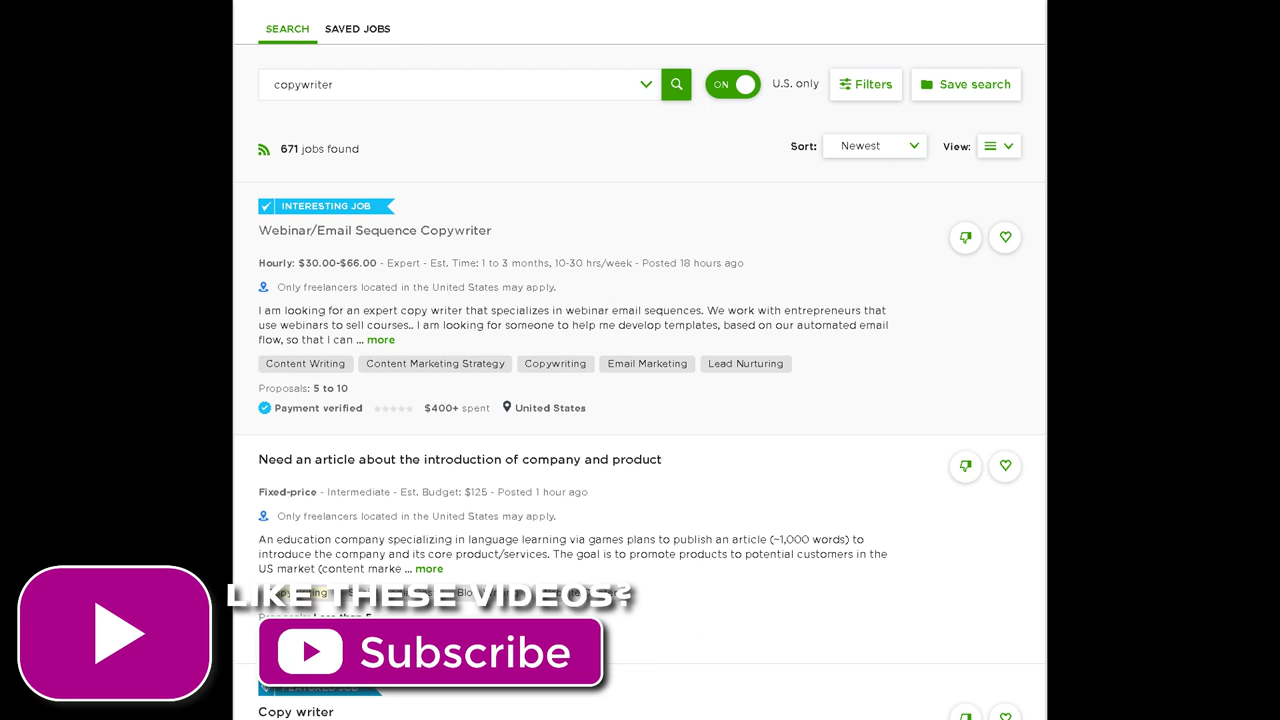 SEARCH SAVED JOBS
copywriter ON U.S. only Filters Save search
671 jobs found Sort: Newest View:
INTERESTING JOB
Webinar/Email Sequence Copywriter
Hourly: $30.00-$66.00 - Expert - Est. Time: 1 to 3 months, 10-30 hrs/week - Posted 18 hours ago
Only freelancers located in the United States may apply.
I am looking for an expert copy writer that specializes in webinar email sequences. We work with entrepreneurs that
use webinars to sell courses.. I am looking for someone to help me develop templates, based on our automated email
flow, so that I can ... more
Content Writing Content Marketing Strategy Copywriting Email Marketing Lead Nurturing
Proposals: 5 to 10
Payment verified $400+ spent United States
Need an article about the introduction of company and product
Fixed-price - Intermediate - Est. Budget: $125 - Posted 1 hour ago
Only freelancers located in the United States may apply.
An education company specializing in language learning via games plans to publish an article (~1,000 words) to
introduce the company and its core product/services. The goal is to promote products to potential customers in the
US market (content marke ... more
LIKE THESE VIDEOS?
Subscribe
FEATURED JOB
Copy writer